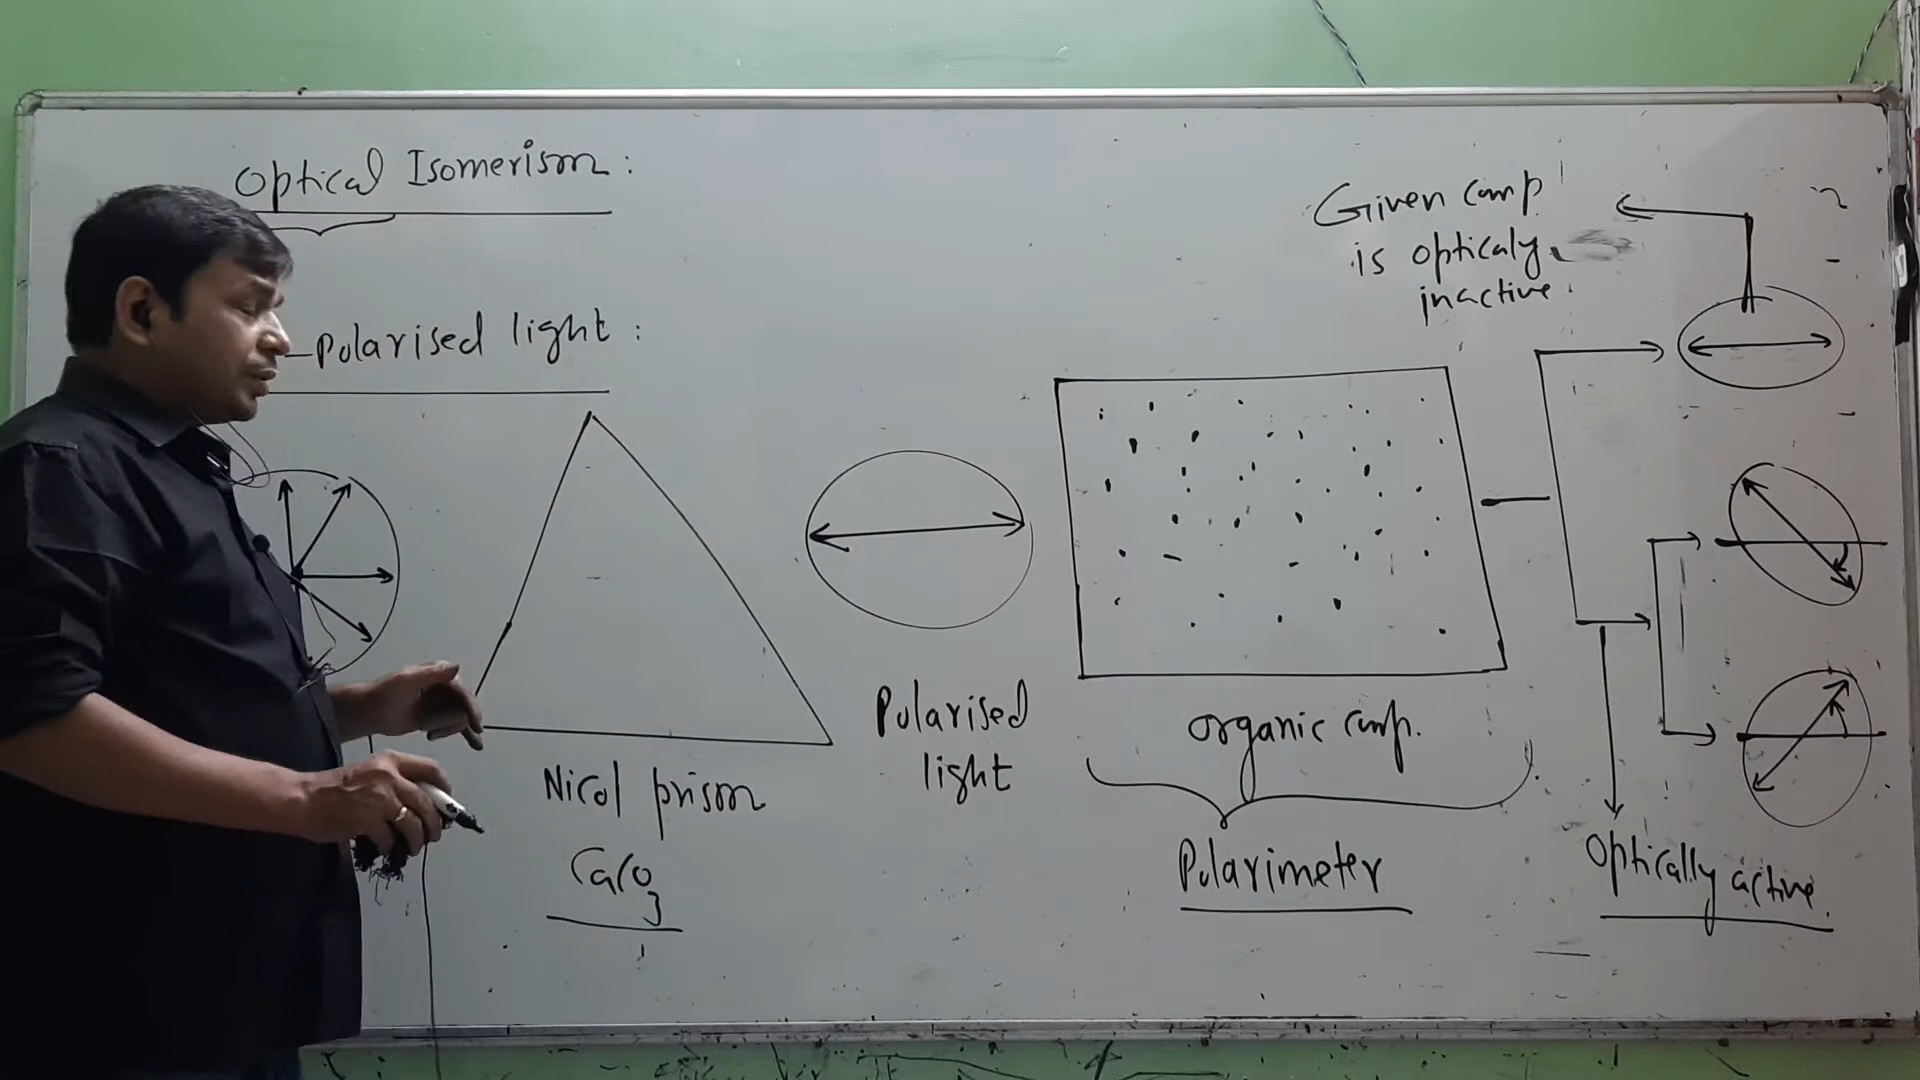 Optical Isomerism:
Polarised light:
Given comp
is opticaly
inactive.
Polarised
light
organic comp.
Nicol prism
CaCO3
Polarimeter
Optically active.